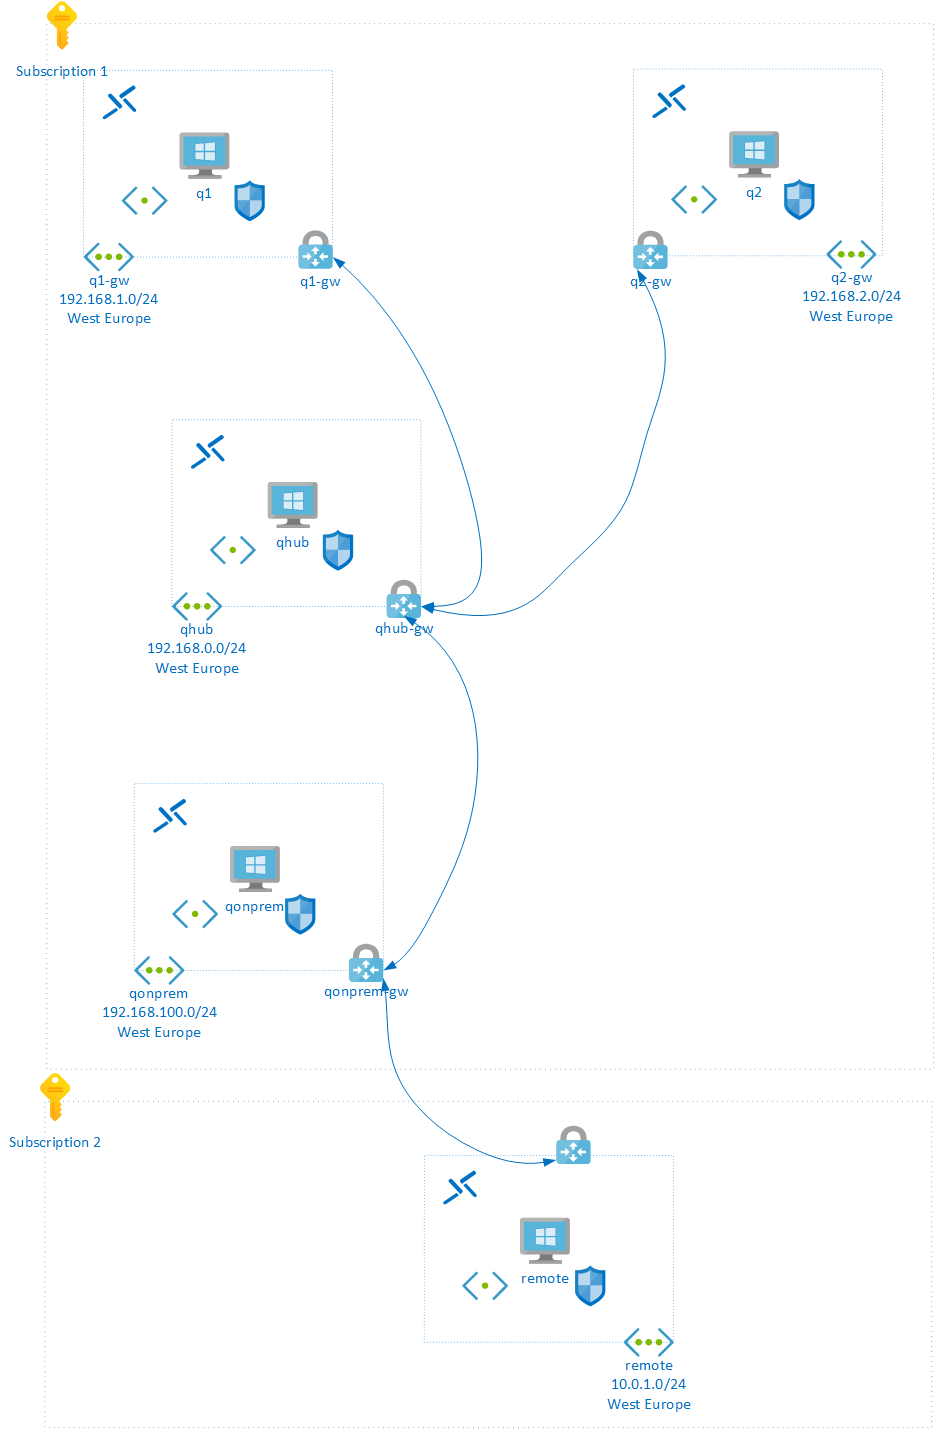 Subscription 1
q1
q1-gw
q1-gw
192.168.1.0/24
West Europe
q2
q2-gw
q2-gw
192.168.2.0/24
West Europe
qhub
qhub-gw
qhub
192.168.0.0/24
West Europe
qonprem
qonprem-gw
qonprem
192.168.100.0/24
West Europe
Subscription 2
remote
remote
10.0.1.0/24
West Europe